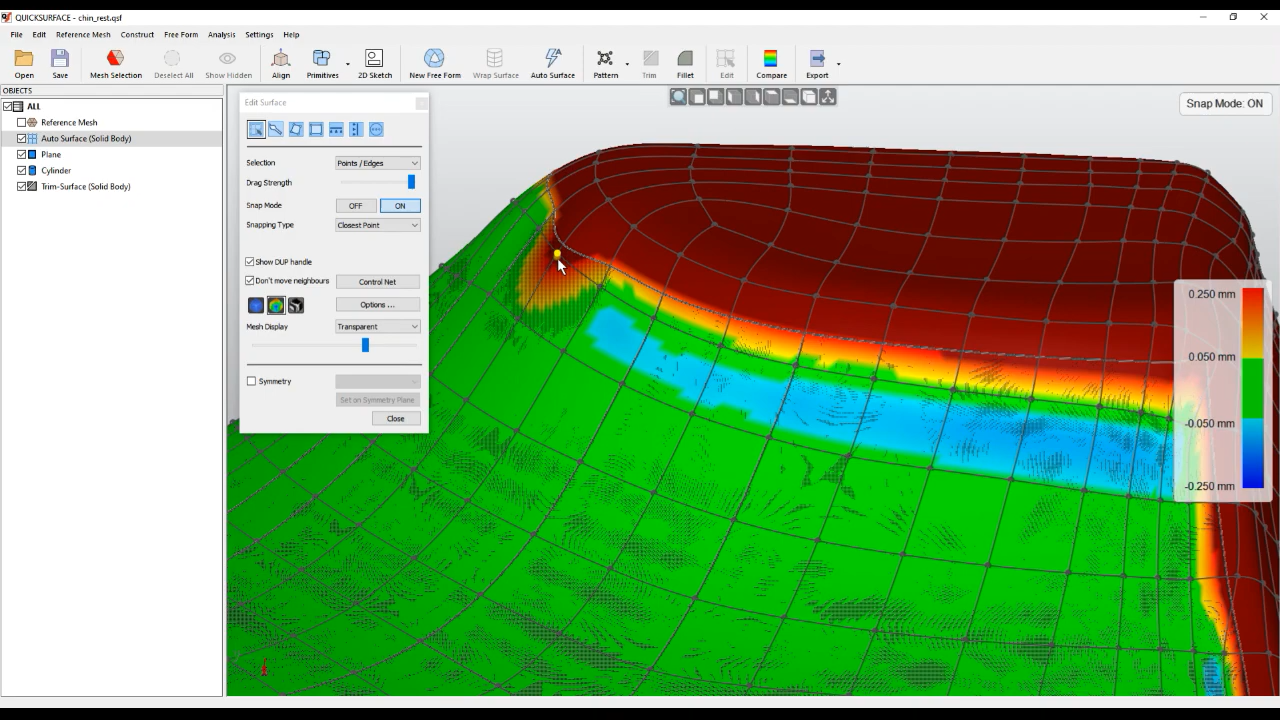 QUICKSURFACE - chin_rest.qsf
File Edit Reference Mesh Construct Free Form Analysis Settings Help
Open Save Mesh Selection Deselect All Show Hidden Align Primitives 2D Sketch New Free Form Wrap Surface Auto Surface Pattern Trim Fillet Edit Compare Export
OBJECTS
ALL
Reference Mesh
Auto Surface (Solid Body)
Plane
Cylinder
Trim-Surface (Solid Body)
Edit Surface
Selection Points / Edges
Drag Strength
Snap Mode OFF ON
Snapping Type Closest Point
Show DUP handle
Don't move neighbours Control Net
Options ...
Mesh Display Transparent
Symmetry
Set on Symmetry Plane
Close
Snap Mode: ON
0.250 mm
0.050 mm
-0.050 mm
-0.250 mm